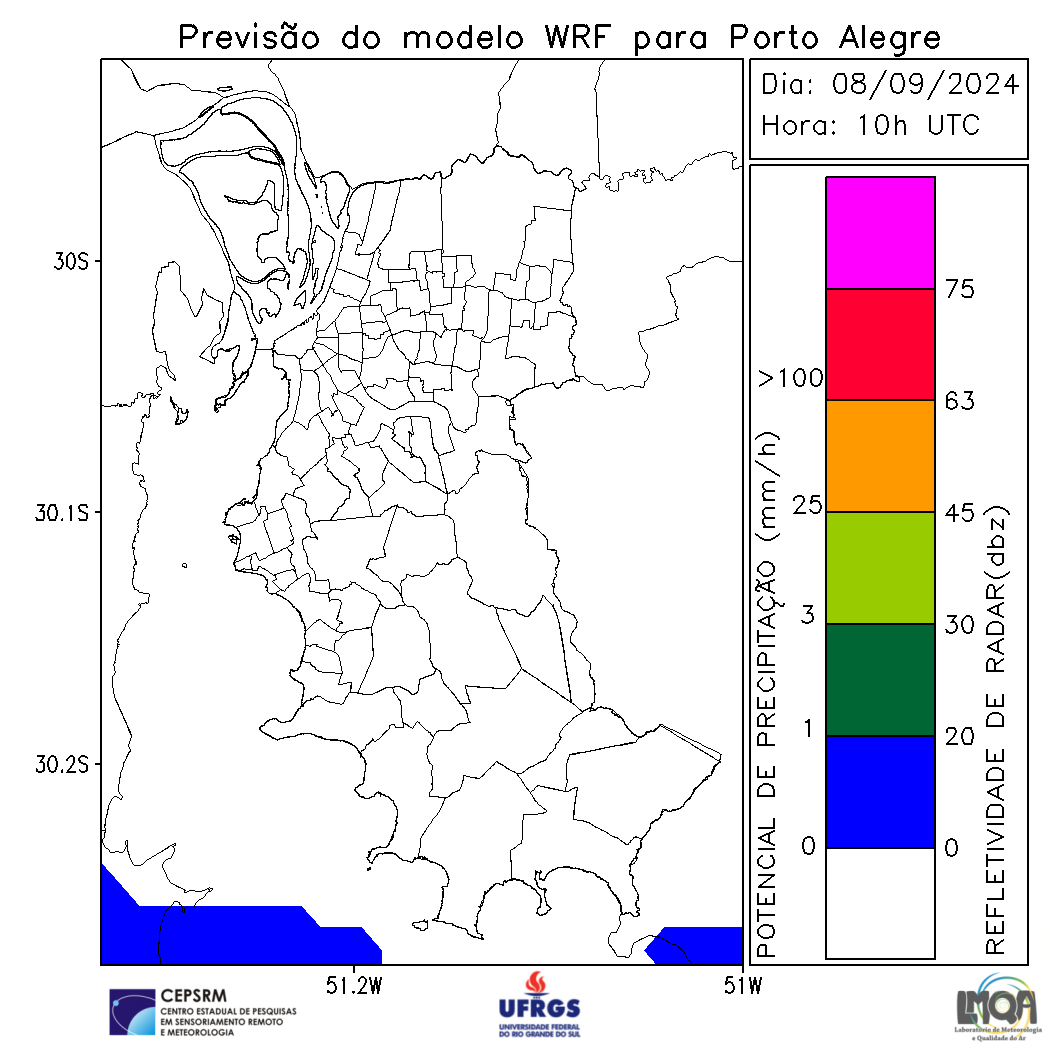 Previsão do modelo WRF para Porto Alegre
Dia: 08/09/2024
Hora: 10h UTC
30S
30.1S
30.2S
51.2W
51W
POTENCIAL DE PRECIPITAÇÃO (mm/h)
>100
25
3
1
0
75
63
45
30
20
0
REFLETIVIDADE DE RADAR(dbz)
CEPSRM
CENTRO ESTADUAL DE PESQUISAS
EM SENSORIAMENTO REMOTO
E METEOROLOGIA
UFRGS
UNIVERSIDADE FEDERAL
DO RIO GRANDE DO SUL
LMQA
Laboratório de Meteorologia
e Qualidade do Ar